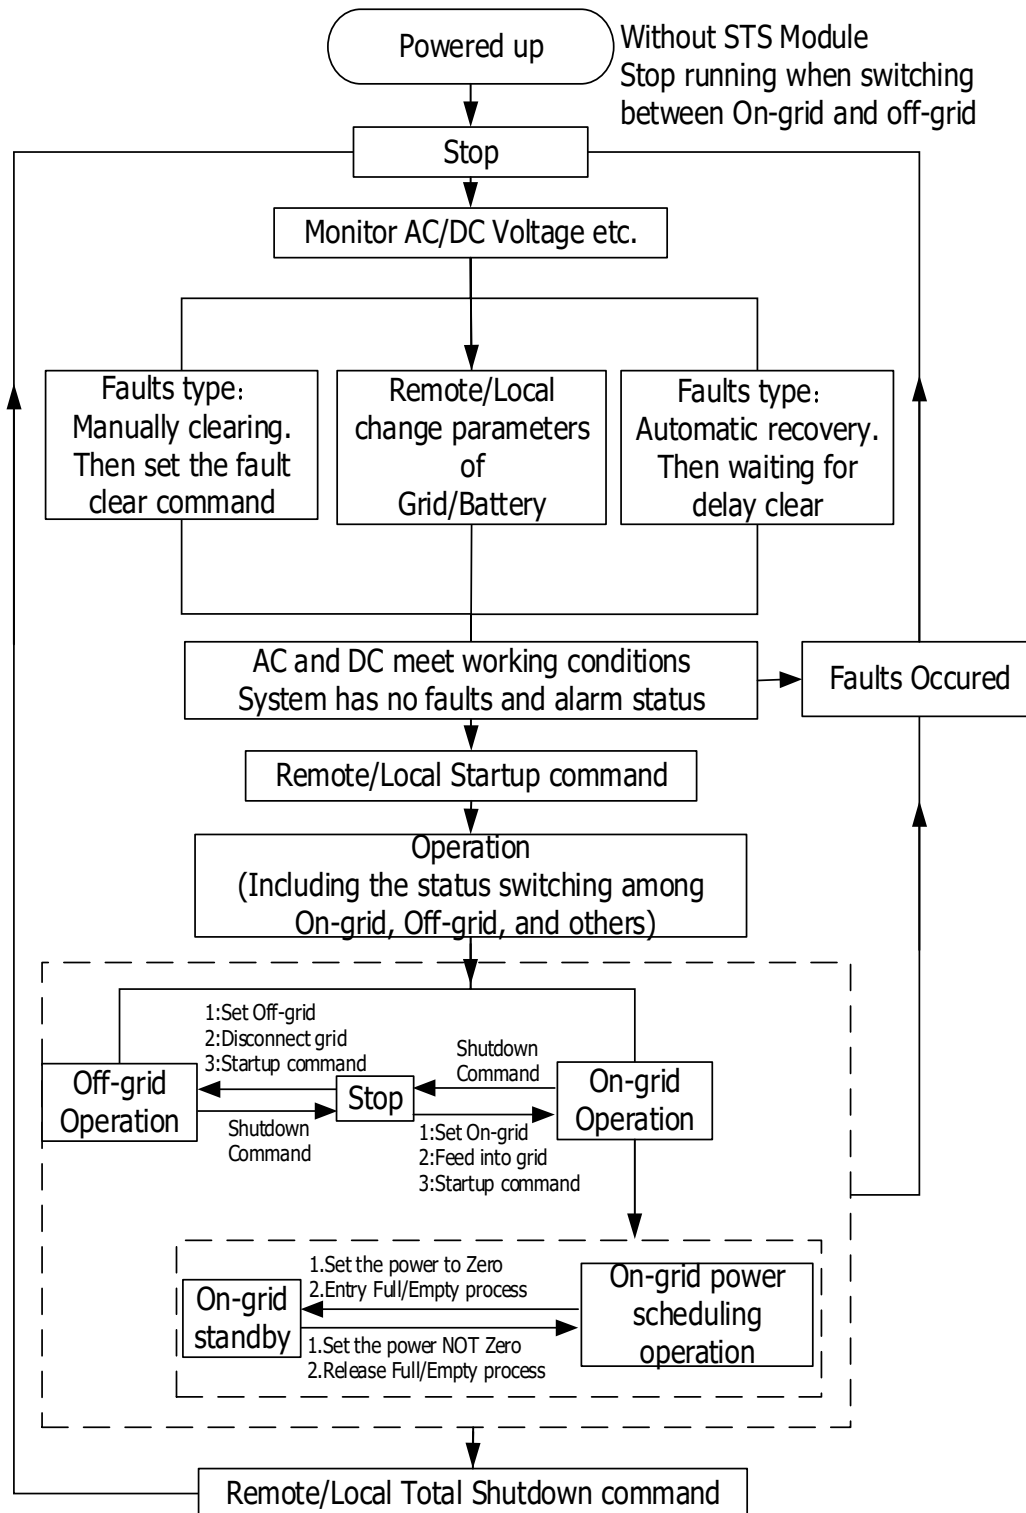 Powered up
Without STS Module
Stop running when switching
between On-grid and off-grid
Stop
Monitor AC/DC Voltage etc.
Faults type:
Manually clearing.
Then set the fault
clear command
Remote/Local
change parameters
of
Grid/Battery
Faults type:
Automatic recovery.
Then waiting for
delay clear
AC and DC meet working conditions
System has no faults and alarm status
Faults Occured
Remote/Local Startup command
Operation
(Including the status switching among
On-grid, Off-grid, and others)
1:Set Off-grid
2:Disconnect grid
3:Startup command
Shutdown
Command
Off-grid
Operation
Stop
On-grid
Operation
Shutdown
Command
1:Set On-grid
2:Feed into grid
3:Startup command
1.Set the power to Zero
2.Entry Full/Empty process
On-grid
standby
On-grid power
scheduling
operation
1.Set the power NOT Zero
2.Release Full/Empty process
Remote/Local Total Shutdown command